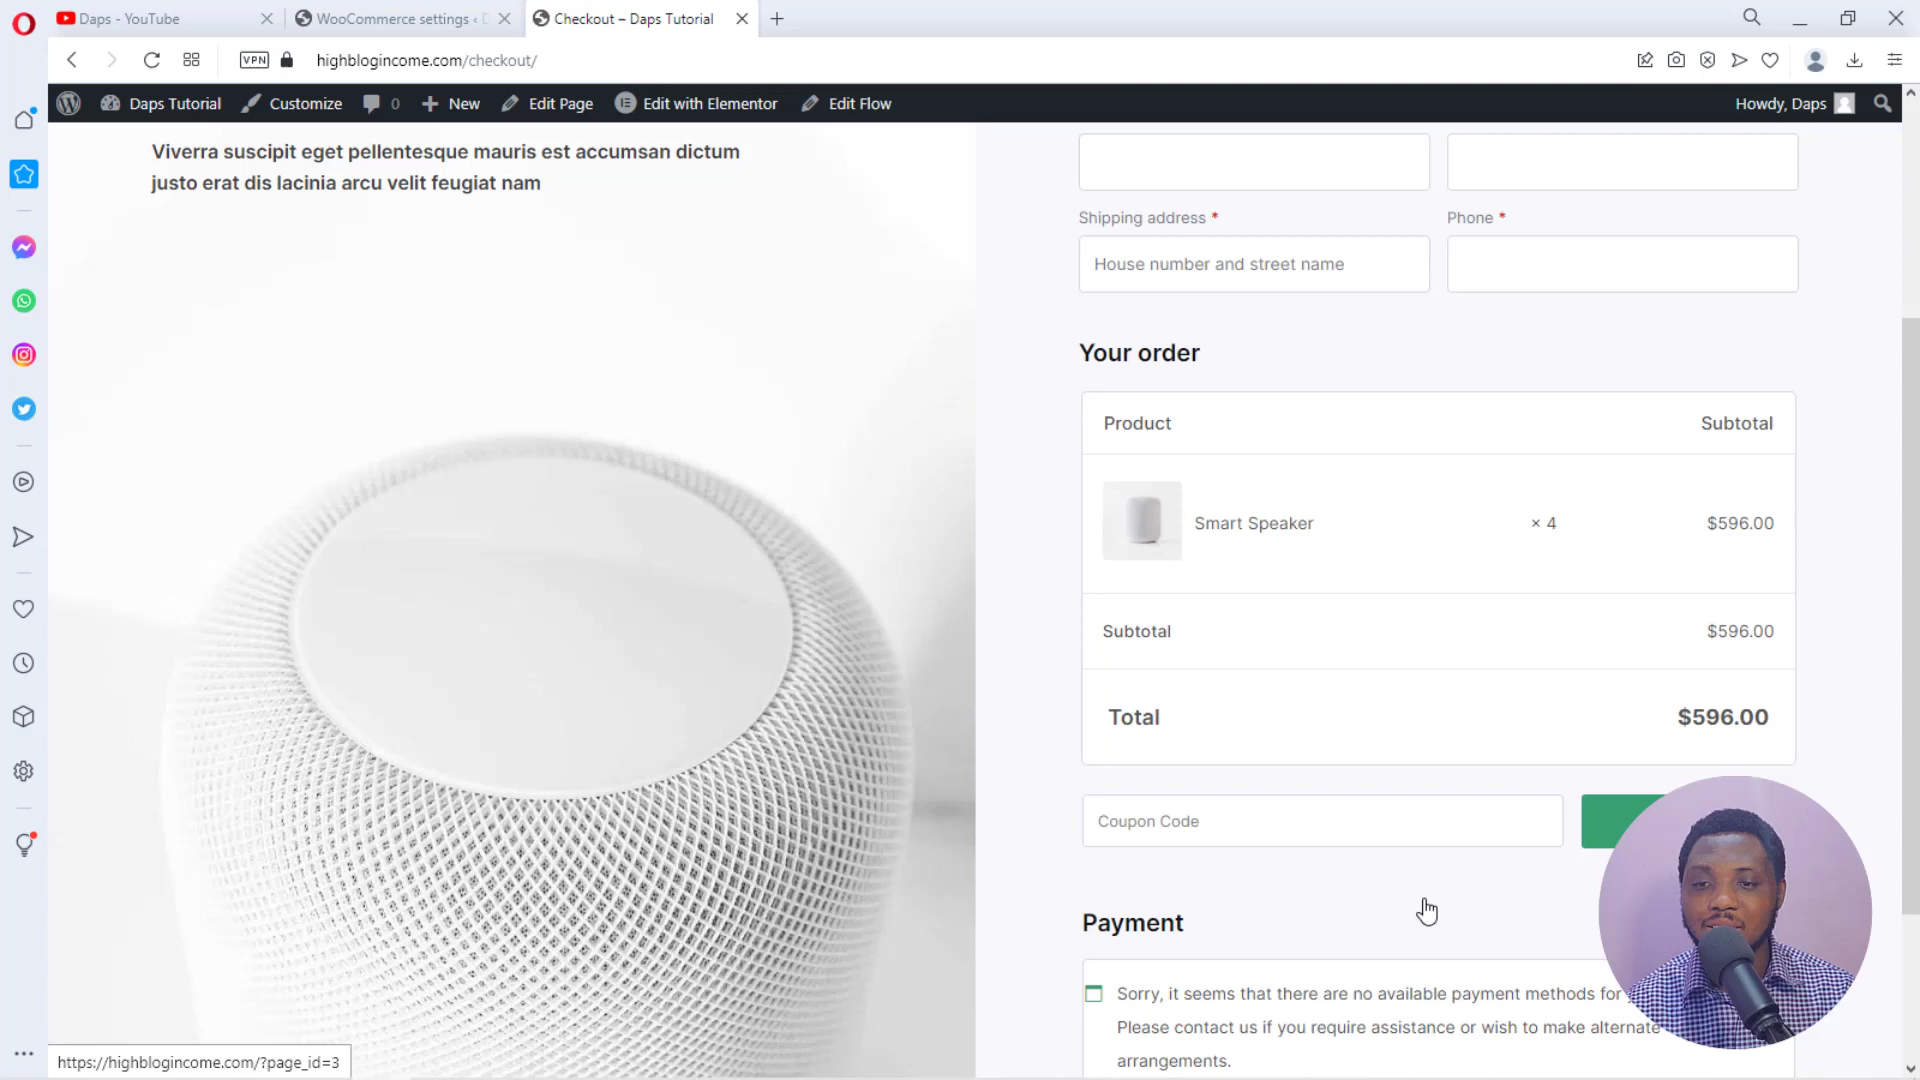 Daps - YouTube
WooCommerce settings ‹ D
Checkout – Daps Tutorial
VPN
highblogincome.com/checkout/
Daps Tutorial
Customize
0
New
Edit Page
Edit with Elementor
Edit Flow
Howdy, Daps
Viverra suscipit eget pellentesque mauris est accumsan dictum
justo erat dis lacinia arcu velit feugiat nam
Shipping address *
Phone *
House number and street name
Your order
Product
Subtotal
Smart Speaker
× 4
$596.00
Subtotal
$596.00
Total
$596.00
Coupon Code
Payment
Sorry, it seems that there are no available payment methods for
Please contact us if you require assistance or wish to make alternate
arrangements.
https://highblogincome.com/?page_id=3